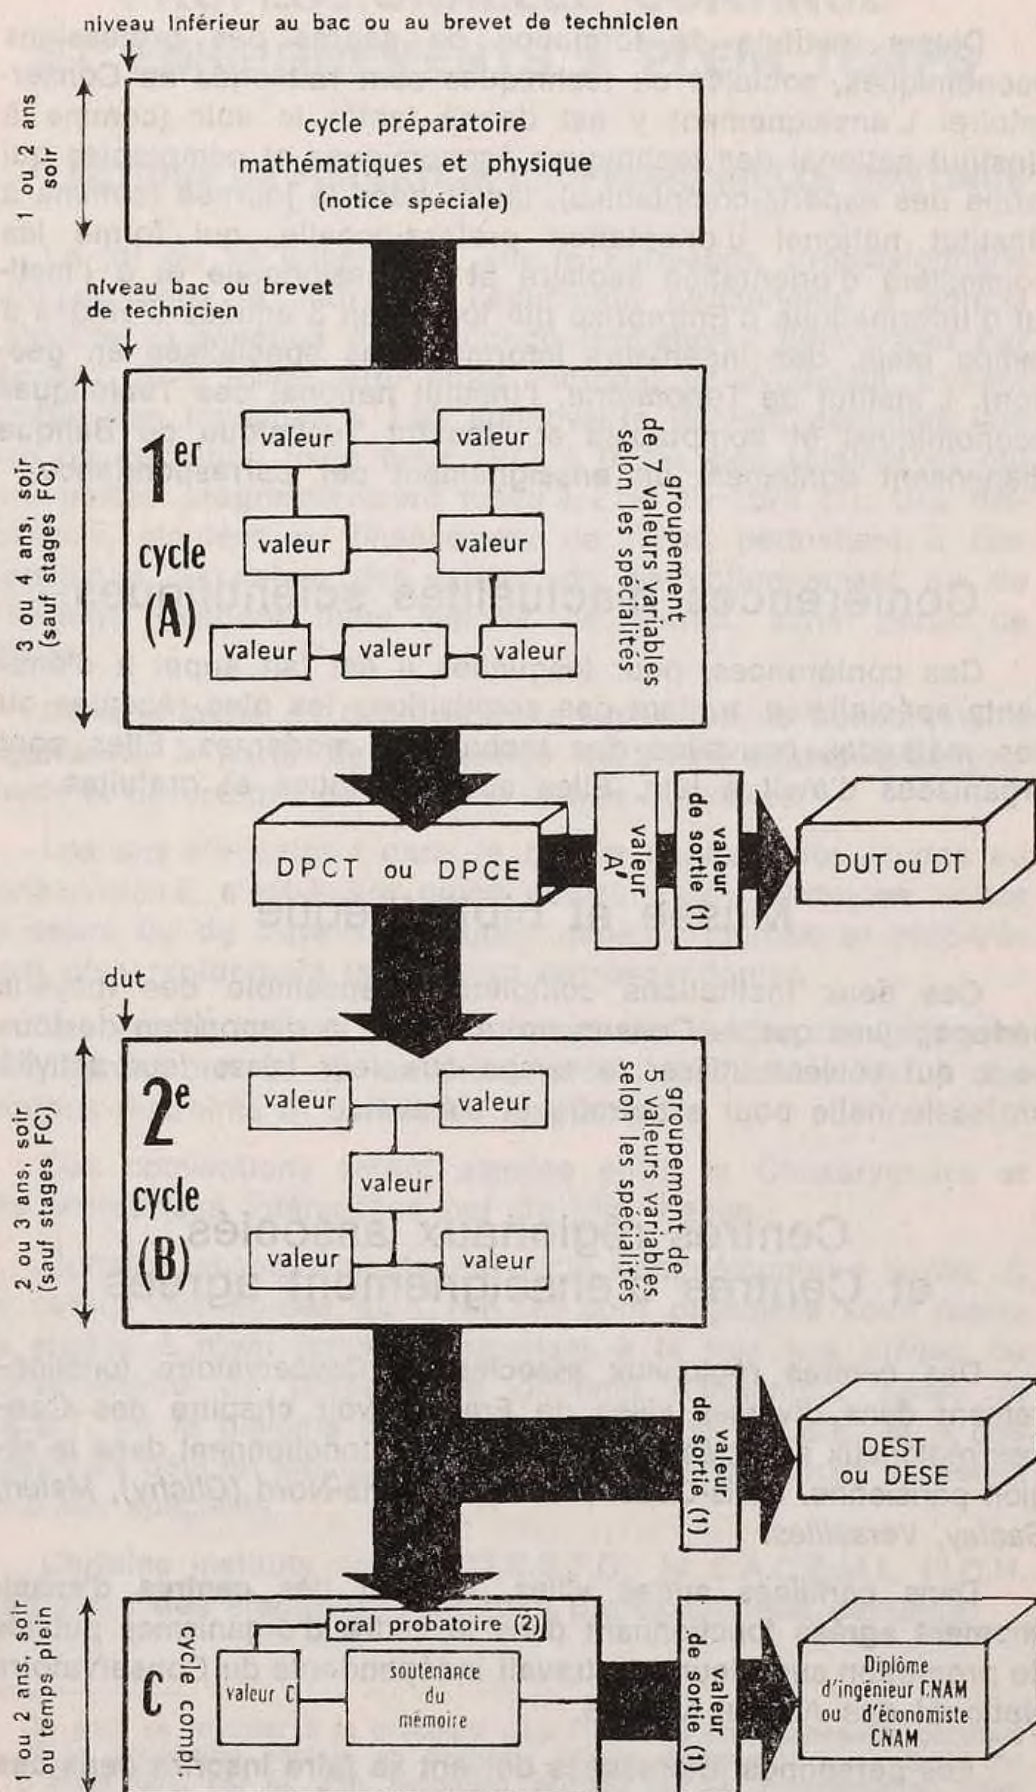 niveau inférieur au bac ou au brevet de technicien
1 ou 2 ans
soir
cycle préparatoire
mathématiques et physique
(notice spéciale)
niveau bac ou brevet
de technicien
3 ou 4 ans, soir
(sauf stages FC)
1er
cycle
(A)
valeur
valeur
valeur
valeur
valeur
valeur
valeur
groupement
de 7 valeurs variables
selon les spécialités
DPCT ou DPCE
valeur
A'
valeur
de sortie (1)
DUT ou DT
dut
2 ou 3 ans, soir
(sauf stages FC)
2e
cycle
(B)
valeur
valeur
valeur
valeur
valeur
groupement de
5 valeurs variables
selon les spécialités
valeur
de sortie (1)
DEST
ou DESE
1 ou 2 ans, soir
ou temps plein
C
cycle compl.
oral probatoire (2)
valeur C
soutenance
du
mémoire
valeur
de sortie (1)
Diplôme
d'ingénieur CNAM
ou d'économiste
CNAM